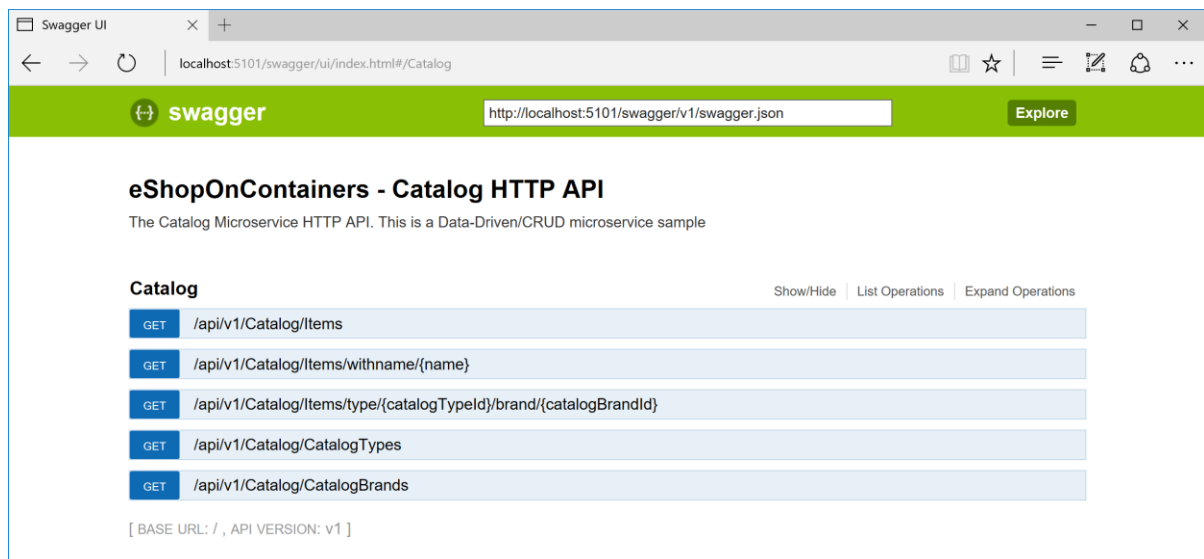 Swagger UI
localhost:5101/swagger/ui/index.html#/Catalog
{··} swagger
http://localhost:5101/swagger/v1/swagger.json
Explore
eShopOnContainers - Catalog HTTP API
The Catalog Microservice HTTP API. This is a Data-Driven/CRUD microservice sample
Catalog
Show/Hide
List Operations
Expand Operations
GET /api/v1/Catalog/Items
GET /api/v1/Catalog/Items/withname/{name}
GET /api/v1/Catalog/Items/type/{catalogTypeId}/brand/{catalogBrandId}
GET /api/v1/Catalog/CatalogTypes
GET /api/v1/Catalog/CatalogBrands
[ BASE URL: / , API VERSION: v1 ]